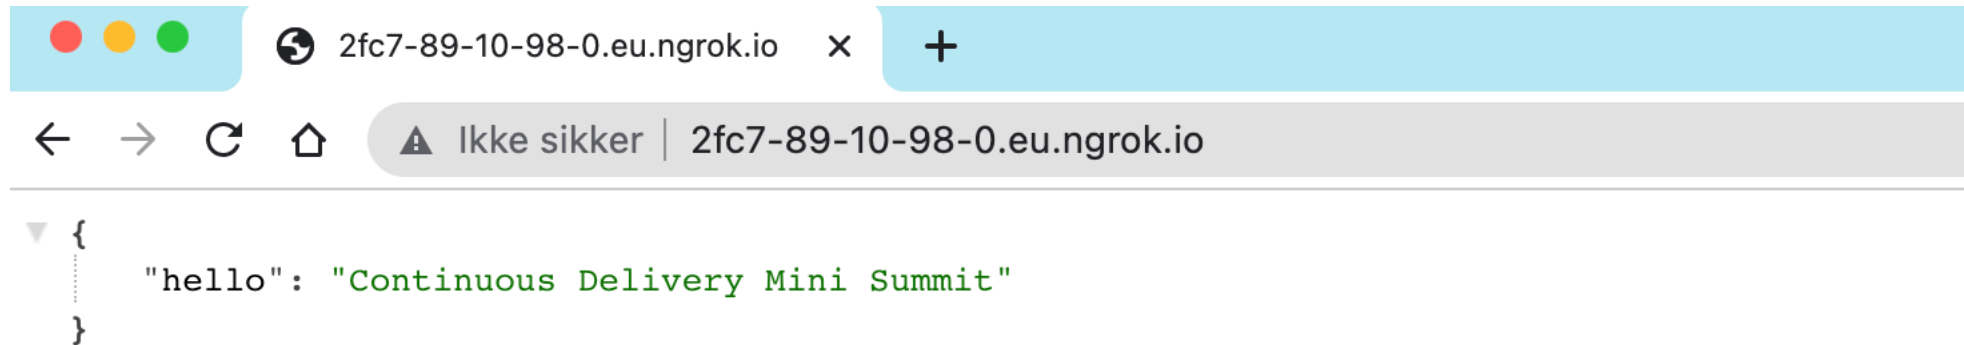 2fc7-89-10-98-0.eu.ngrok.io
Ikke sikker | 2fc7-89-10-98-0.eu.ngrok.io
{
"hello": "Continuous Delivery Mini Summit"
}